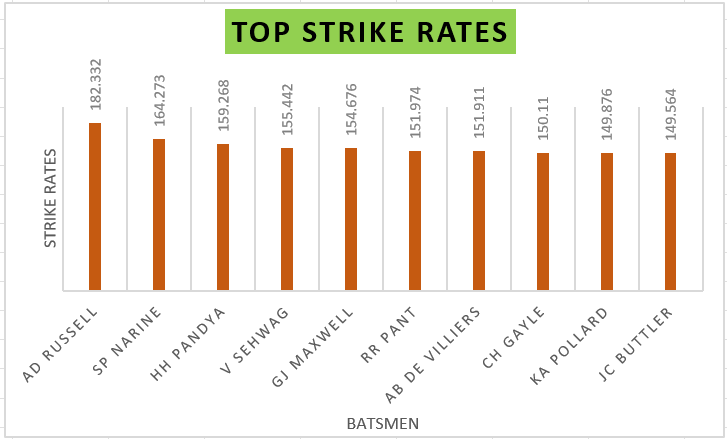 TOP STRIKE RATES
182.332
164.273
159.268
155.442
154.676
151.974
151.911
150.11
149.876
149.564
STRIKE RATES
AD RUSSELL
SP NARINE
HH PANDYA
V SEHWAG
GJ MAXWELL
RR PANT
AB DE VILLIERS
CH GAYLE
KA POLLARD
JC BUTTLER
BATSMEN